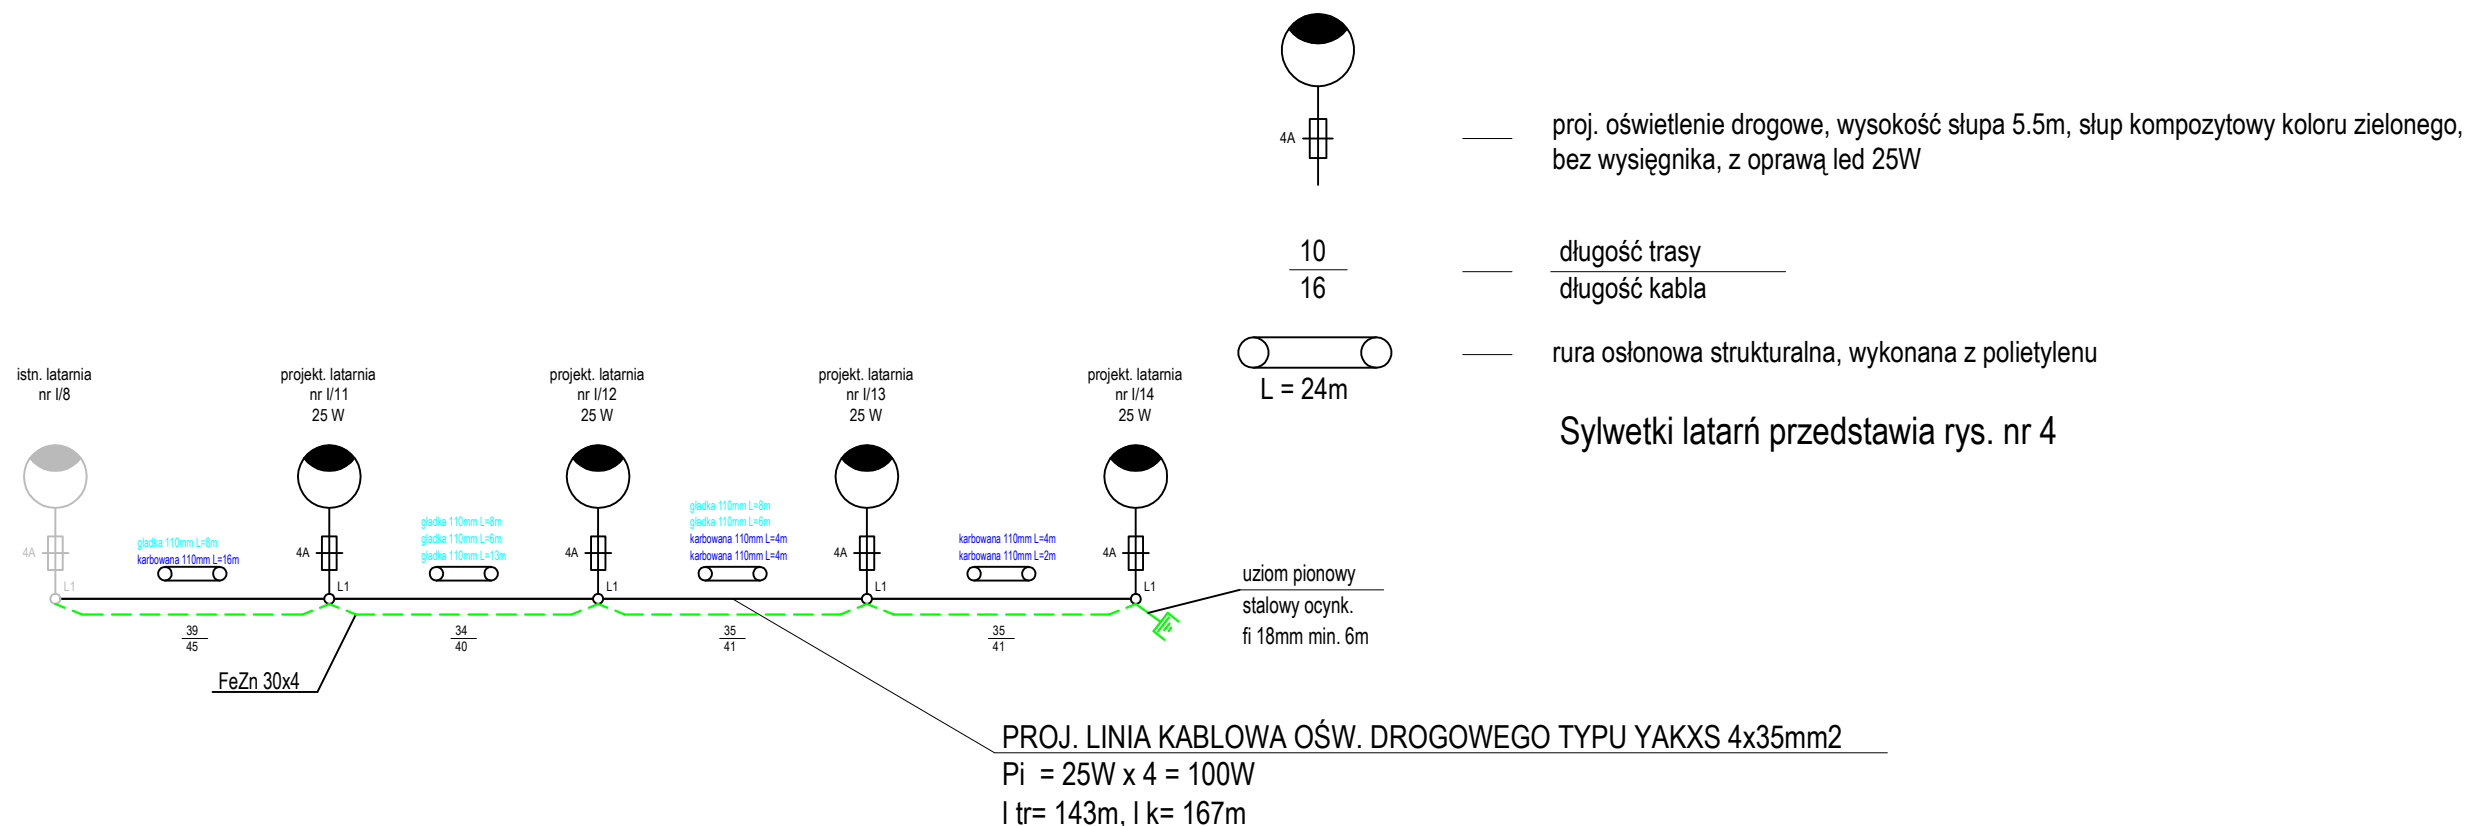 4A
proj. oświetlenie drogowe, wysokość słupa 5.5m, słup kompozytowy koloru zielonego,
bez wysięgnika, z oprawą led 25W
10
16
długość trasy
długość kabla
L = 24m
rura osłonowa strukturalna, wykonana z polietylenu
Sylwetki latarń przedstawia rys. nr 4
istn. latarnia
nr I/8
projekt. latarnia
nr I/11
25 W
projekt. latarnia
nr I/12
25 W
projekt. latarnia
nr I/13
25 W
projekt. latarnia
nr I/14
25 W
4A
L1
gładka 110mm L=8m
karbowana 110mm L=16m
4A
L1
gładka 110mm L=8m
gładka 110mm L=6m
gładka 110mm L=13m
4A
L1
gładka 110mm L=8m
gładka 110mm L=6m
karbowana 110mm L=4m
karbowana 110mm L=4m
4A
L1
karbowana 110mm L=4m
karbowana 110mm L=2m
4A
L1
uziom pionowy
stalowy ocynk.
fi 18mm min. 6m
39
45
34
40
35
41
35
41
FeZn 30x4
PROJ. LINIA KABLOWA OŚW. DROGOWEGO TYPU YAKXS 4x35mm2
Pi = 25W x 4 = 100W
l tr= 143m, l k= 167m